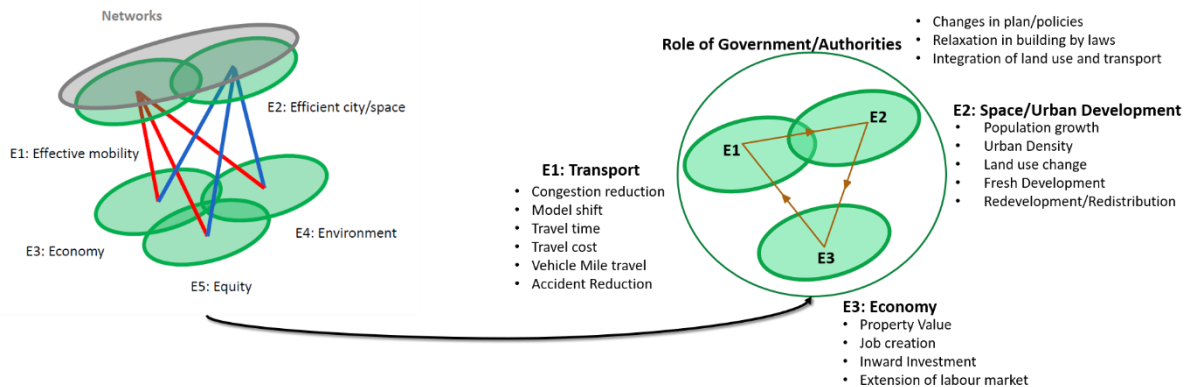 Networks
E2: Efficient city/space
E1: Effective mobility
E4: Environment
E3: Economy
E5: Equity
Role of Government/Authorities
• Changes in plan/policies
• Relaxation in building by laws
• Integration of land use and transport
E1
E2
E3
E1: Transport
• Congestion reduction
• Model shift
• Travel time
• Travel cost
• Vehicle Mile travel
• Accident Reduction
E2: Space/Urban Development
• Population growth
• Urban Density
• Land use change
• Fresh Development
• Redevelopment/Redistribution
E3: Economy
• Property Value
• Job creation
• Inward Investment
• Extension of labour market